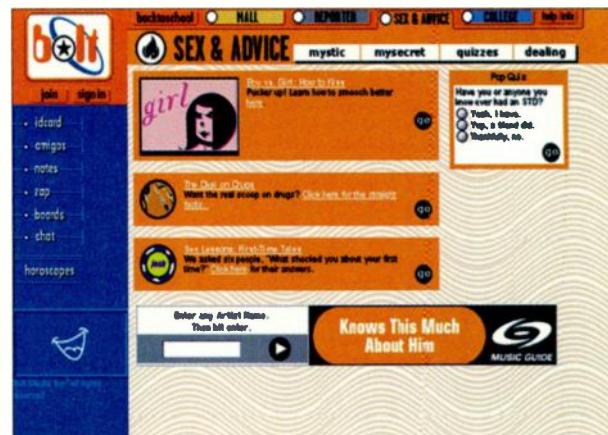 bolt
backtoschool
MALL
REPORTER
SEX & ADVICE
COLLEGE
help info
SEX & ADVICE
mystic
mysecret
quizzes
dealing
join | sign in
idcard
amigos
notes
rap
boards
chat
horoscopes
girl
Boy vs. Girl: How to Kiss
Pucker up! Learn how to smooch better
here.
go
The Dish on Drugs
Want the real scoop on drugs? Click here for the straight
facts.
go
Sex Lessons: First-Time Tales
We asked six people, "What shocked you about your first
time?" Click here for their answers.
go
Pop Quiz
Have you or anyone you
know ever had an STD?
Yeah, I have.
Yep, a friend did.
Thankfully, no.
go
Enter any Artist Name.
Then hit enter.
Knows This Much
About Him
MUSIC GUIDE